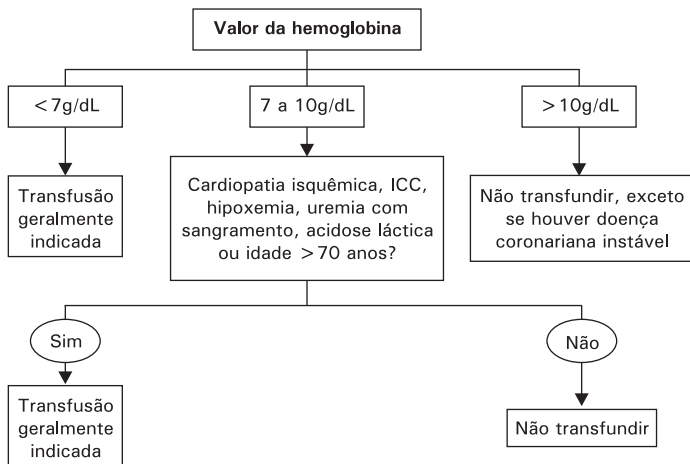 Valor da hemoglobina
<7g/dL
7 a 10g/dL
>10g/dL
Transfusão
geralmente
indicada
Cardiopatia isquêmica, ICC,
hipoxemia, uremia com
sangramento, acidose láctica
ou idade >70 anos?
Não transfundir, exceto
se houver doença
coronariana instável
Sim
Não
Transfusão
geralmente
indicada
Não transfundir